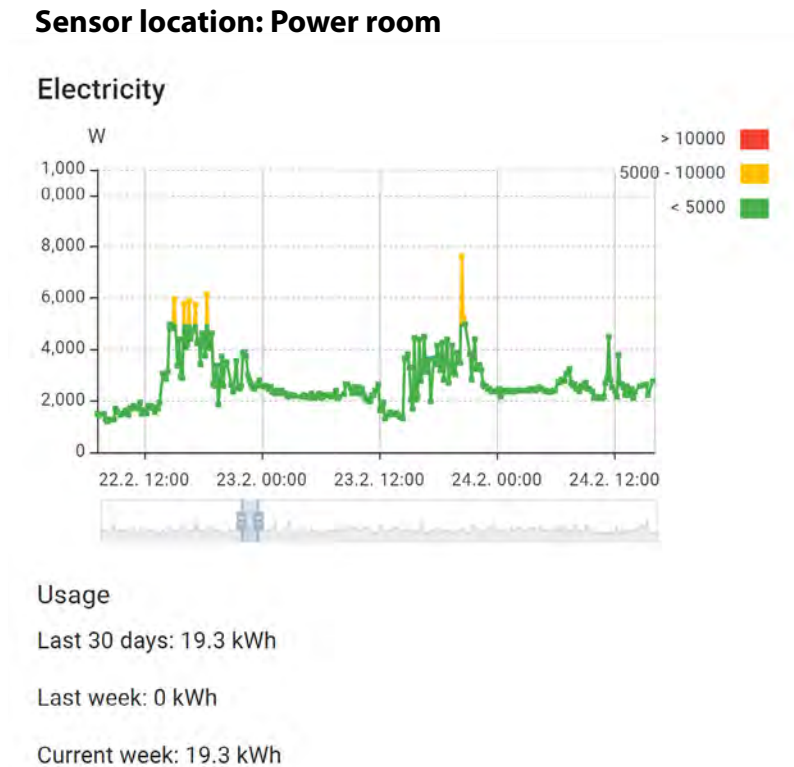 Sensor location: Power room
Electricity
W
> 10000
5000 - 10000
< 5000
1,000
0,000
8,000
6,000
4,000
2,000
0
22.2. 12:00
23.2. 00:00
23.2. 12:00
24.2. 00:00
24.2. 12:00
Usage
Last 30 days: 19.3 kWh
Last week: 0 kWh
Current week: 19.3 kWh